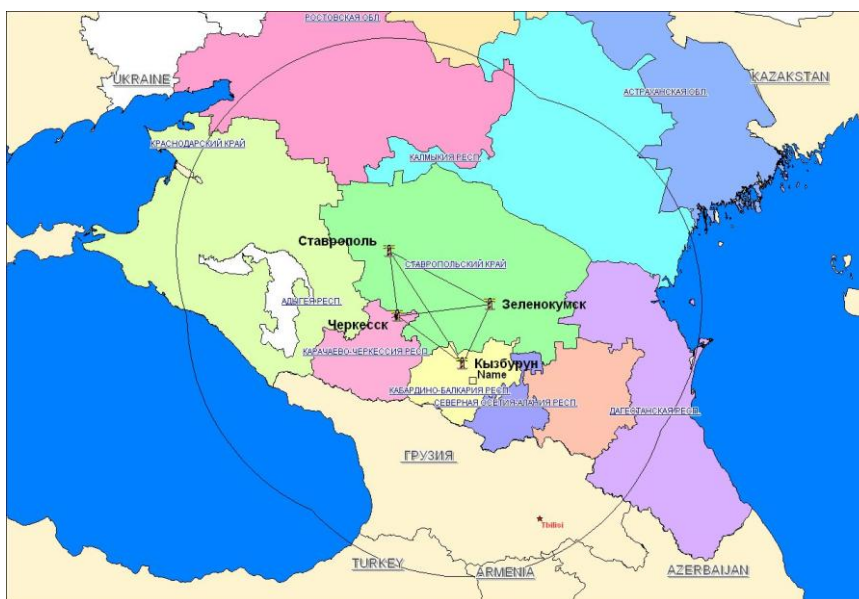 РОСТОВСКАЯ ОБЛ
UKRAINE
KAZAKSTAN
АСТРАХАНСКАЯ ОБЛ.
КРАСНОДАРСКИЙ КРАЙ
КАЛМЫКИЯ РЕСП.
Ставрополь
СТАВРОПОЛЬСКИЙ КРАЙ
АДЫГЕЯ РЕСП.
Зеленокумск
Черкесск
КАРАЧАЕВО-ЧЕРКЕССИЯ РЕСП.
Кызбурун
Name
КАБАРДИНО-БАЛКАРИЯ РЕСП.
СЕВЕРНАЯ ОСЕТИЯ-АЛАНИЯ РЕСП.
ДАГЕСТАНСКАЯ РЕСП.
ГРУЗИЯ
Tbilisi
TURKEY
ARMENIA
AZERBAIJAN